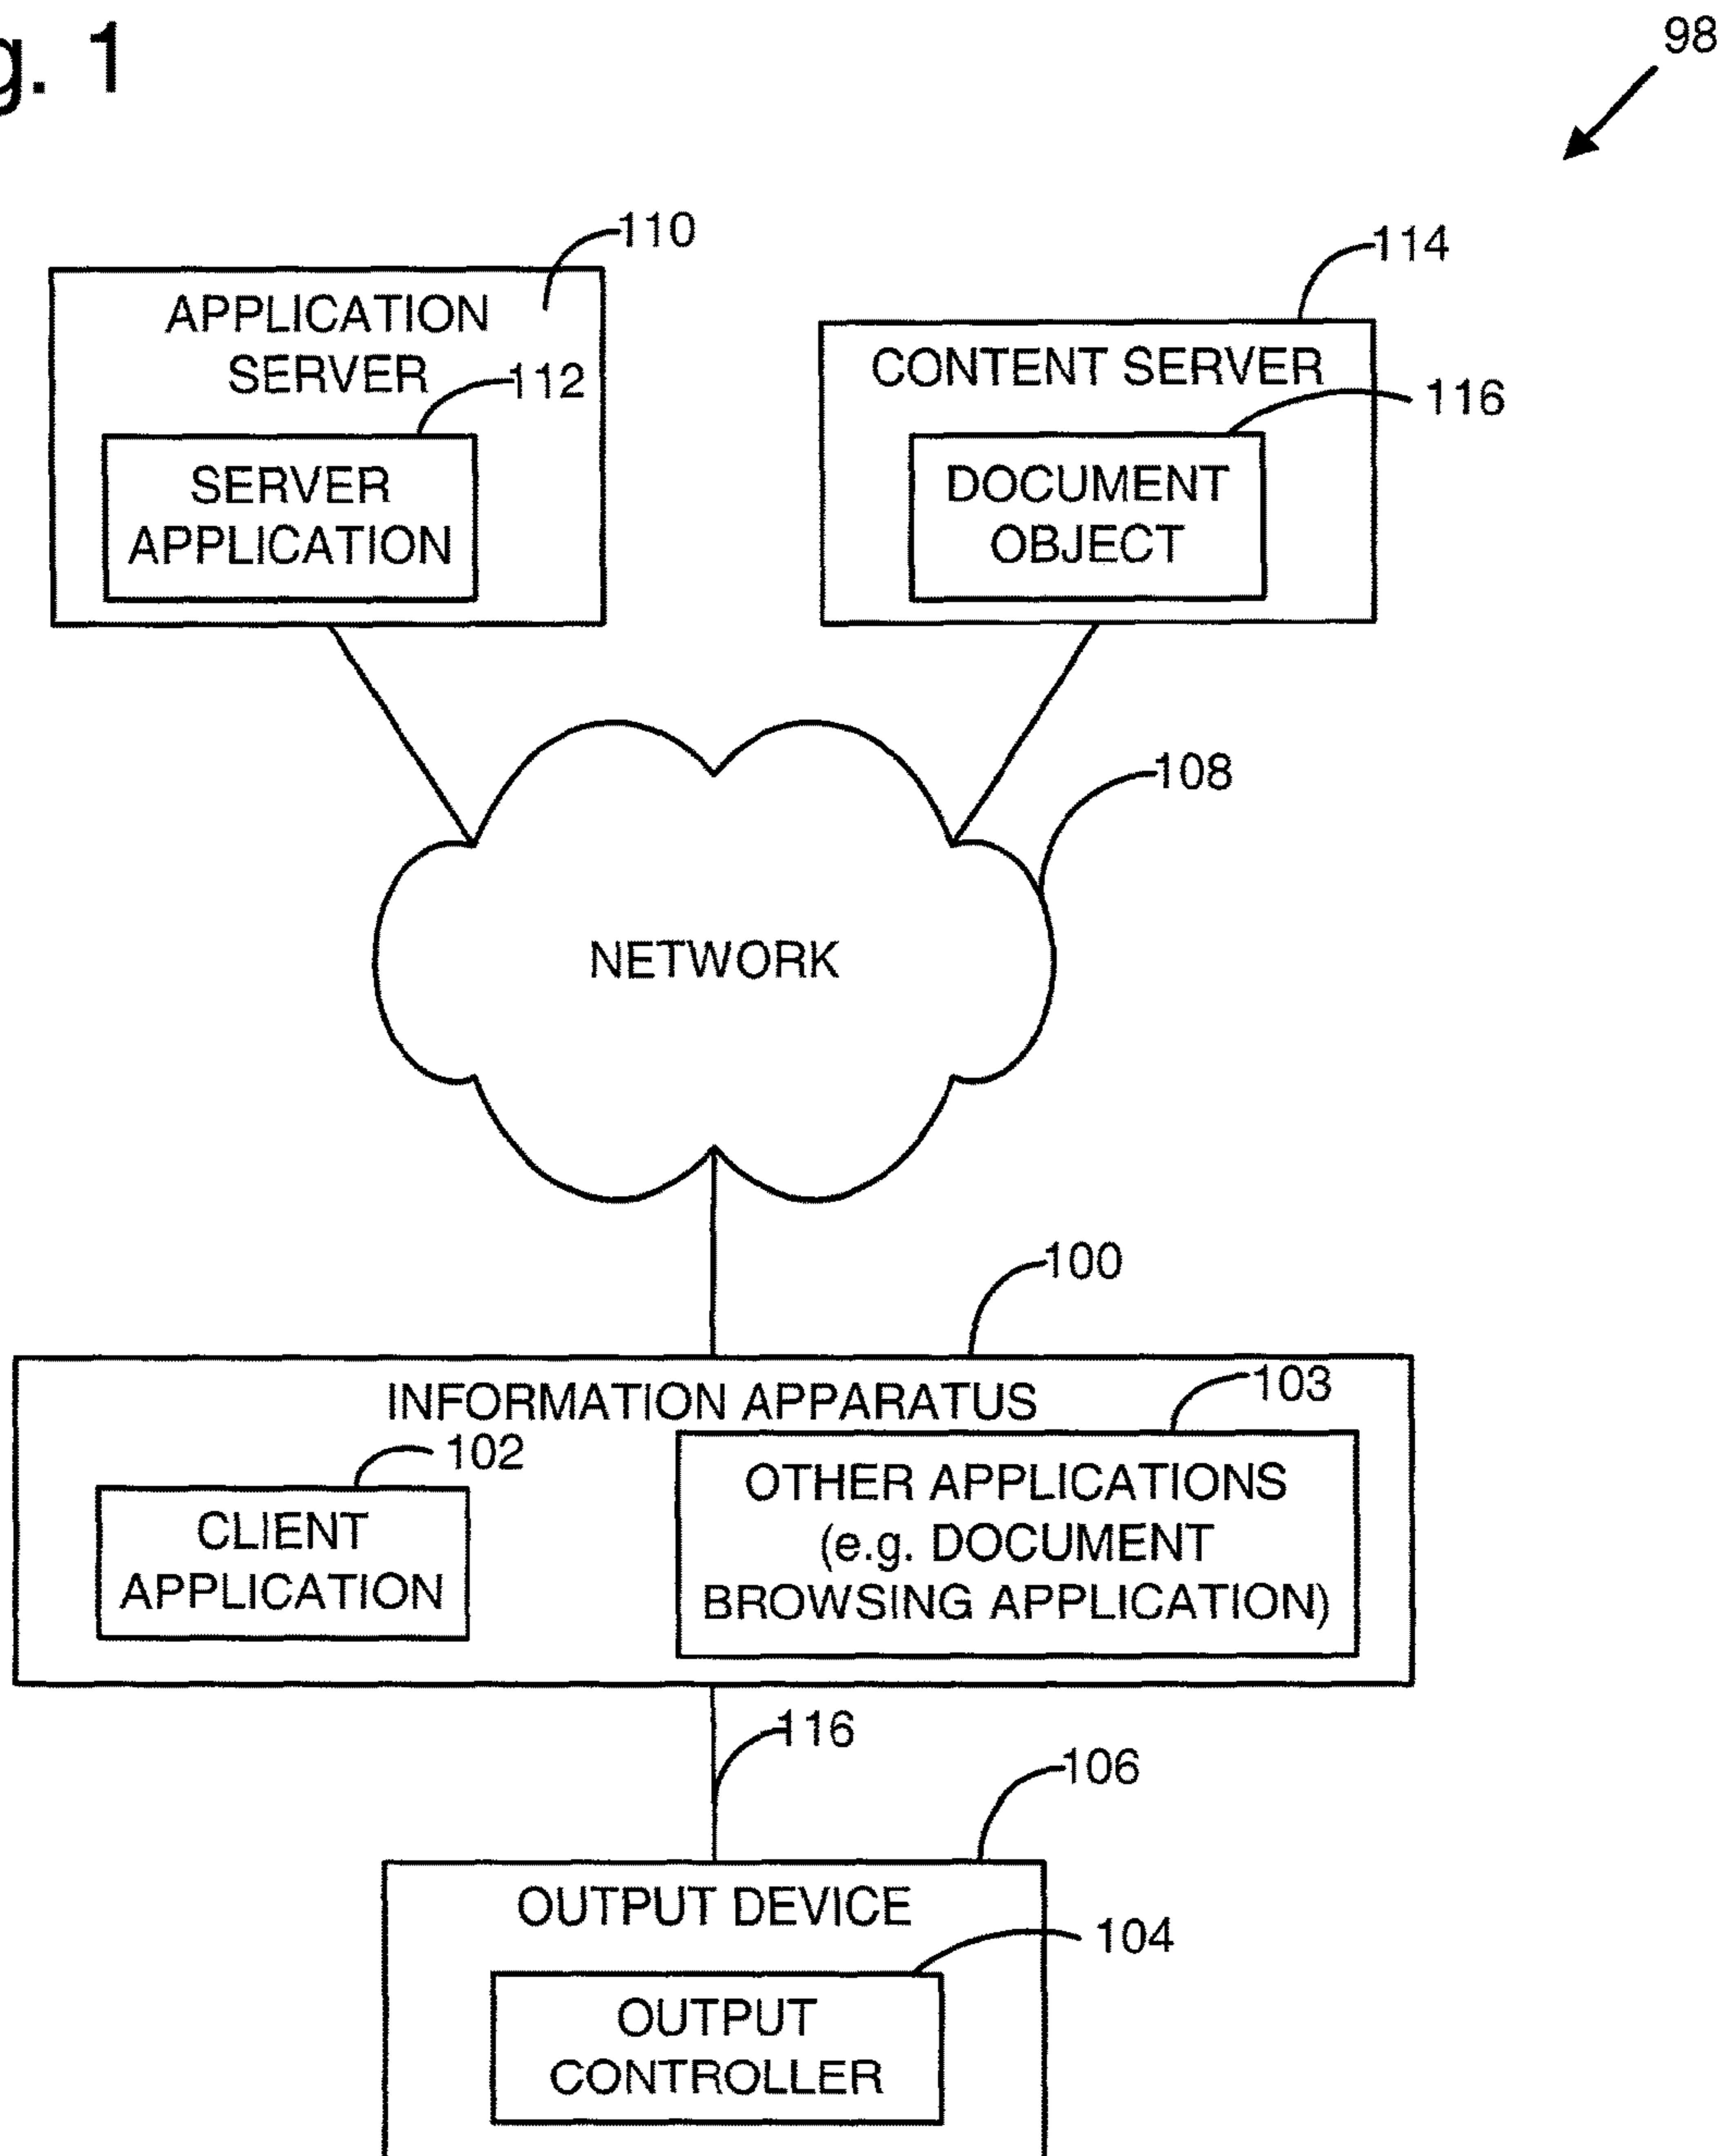 g. 1
98
110
APPLICATION
SERVER
112
SERVER
APPLICATION
114
CONTENT SERVER
116
DOCUMENT
OBJECT
108
NETWORK
100
INFORMATION APPARATUS
103
102
CLIENT
APPLICATION
OTHER APPLICATIONS
(e.g. DOCUMENT
BROWSING APPLICATION)
116
106
OUTPUT DEVICE
104
OUTPUT
CONTROLLER